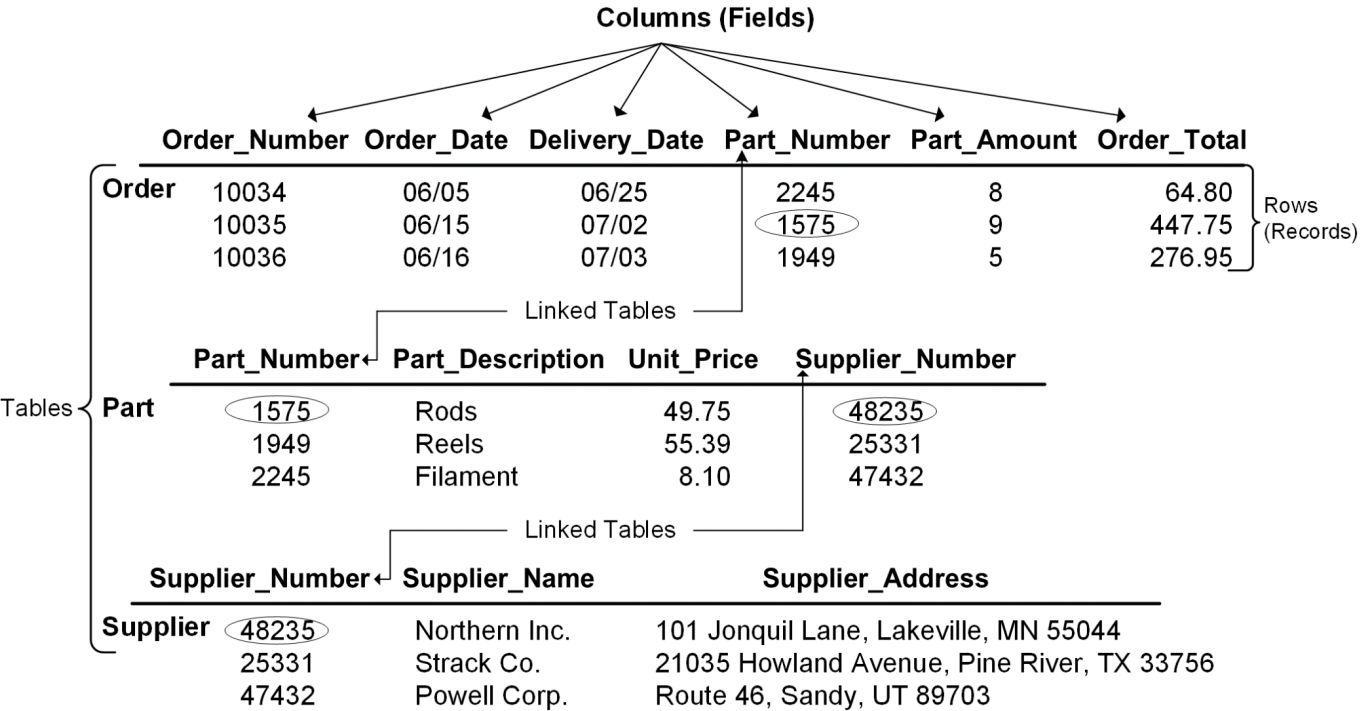 Columns (Fields)
Order_Number Order_Date Delivery_Date Part_Number Part_Amount Order_Total
Order 10034 06/05 06/25 2245 8 64.80
10035 06/15 07/02 1575 9 447.75
10036 06/16 07/03 1949 5 276.95
Rows
(Records)
Linked Tables
Part_Number Part_Description Unit_Price Supplier_Number
Tables Part 1575 Rods 49.75 48235
1949 Reels 55.39 25331
2245 Filament 8.10 47432
Linked Tables
Supplier_Number Supplier_Name Supplier_Address
Supplier 48235 Northern Inc. 101 Jonquil Lane, Lakeville, MN 55044
25331 Strack Co. 21035 Howland Avenue, Pine River, TX 33756
47432 Powell Corp. Route 46, Sandy, UT 89703